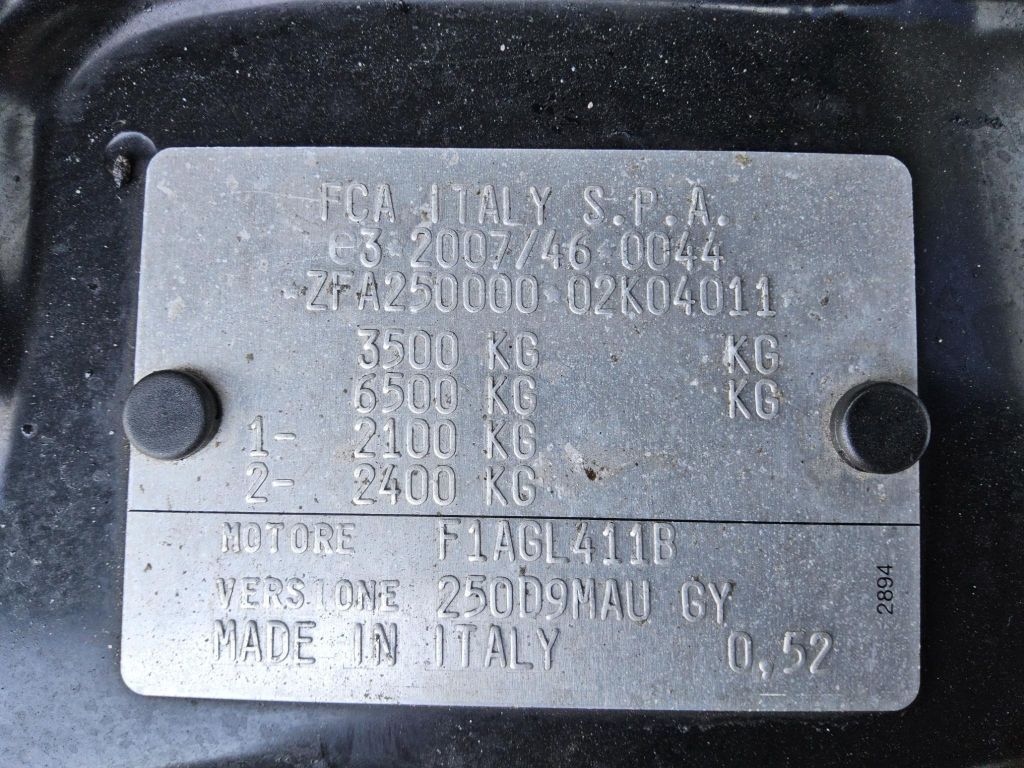 FCA ITALY S.P.A.
e3 2007/46 0044
ZFA250000 02K04011
3500 KG KG
6500 KG KG
1- 2100 KG
2- 2400 KG
MOTORE F1AGL411B
VERSIONE 250D9MAU GY
MADE IN ITALY 0,52
2894